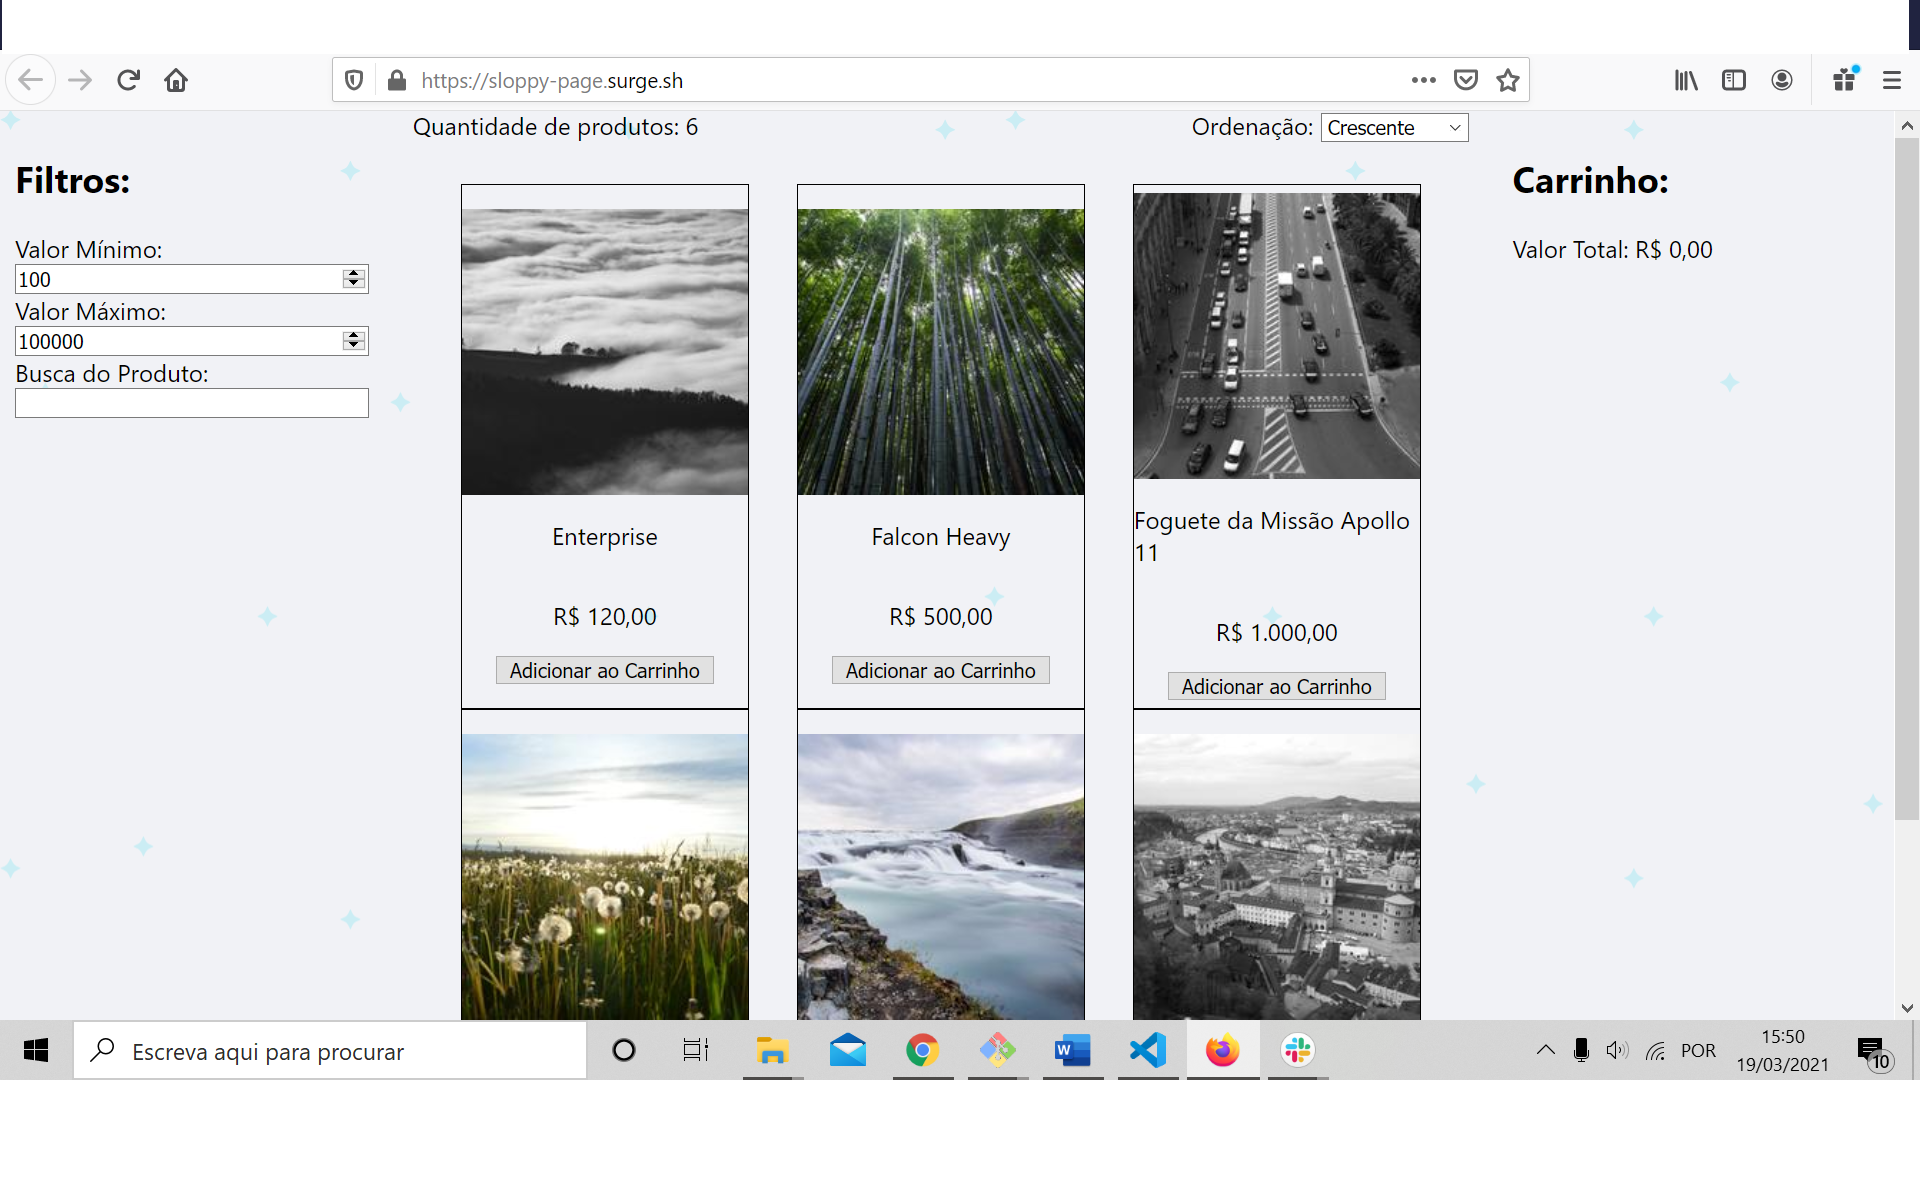 https://sloppy-page.surge.sh
Quantidade de produtos: 6
Ordenação: Crescente
Filtros:
Valor Mínimo:
100
Valor Máximo:
100000
Busca do Produto:
Enterprise
R$ 120,00
Adicionar ao Carrinho
Falcon Heavy
R$ 500,00
Adicionar ao Carrinho
Foguete da Missão Apollo
11
R$ 1.000,00
Adicionar ao Carrinho
Carrinho:
Valor Total: R$ 0,00
Escreva aqui para procurar
W
POR
15:50
19/03/2021
10